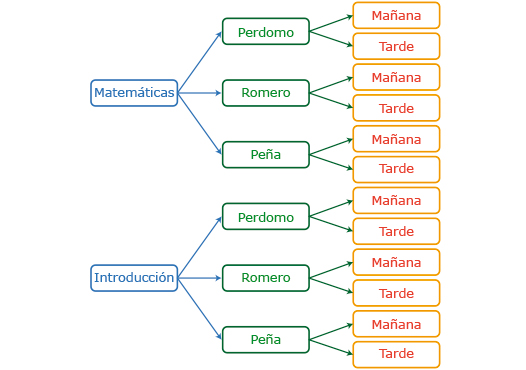 Mañana
Perdomo
Tarde
Mañana
Matemáticas
Romero
Tarde
Mañana
Peña
Tarde
Mañana
Perdomo
Tarde
Mañana
Introducción
Romero
Tarde
Mañana
Peña
Tarde